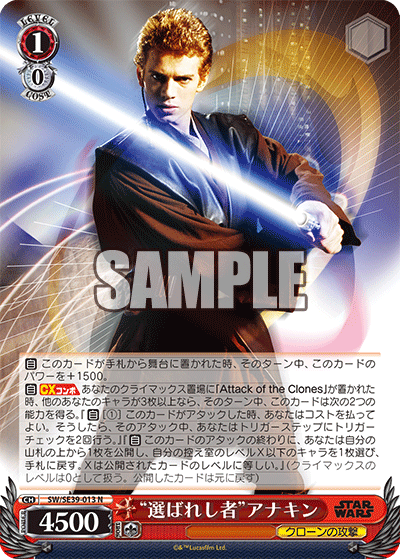 LEVEL
1
0
COST
SAMPLE
自 このカードが手札から舞台に置かれた時、そのターン中、このカードの
パワーを+1500。
自 CXコンボ あなたのクライマックス置場に「Attack of the Clones」が置かれ
た時、他のあなたのキャラが3枚以上なら、そのターン中、このカードは次の2つの
能力を得る。『自 [①] このカードがアタックした時、あなたはコストを払ってよ
い。そうしたら、そのアタック中、あなたはトリガーステップにトリガー
チェックを2回行う。』『自 このカードのアタックの終わりに、あなたは自分の
山札の上から1枚を公開し、自分の控え室のレベルX以下のキャラを1枚選び、
手札に戻す。Xは公開されたカードのレベルに等しい。』（クライマックスの
レベルは0として扱う。公開したカードは元に戻す）
CH SW/SE39-013 N
4500
“選ばれし者”アナキン
STAR WARS
クローンの攻撃
©&™Lucasfilm Ltd.